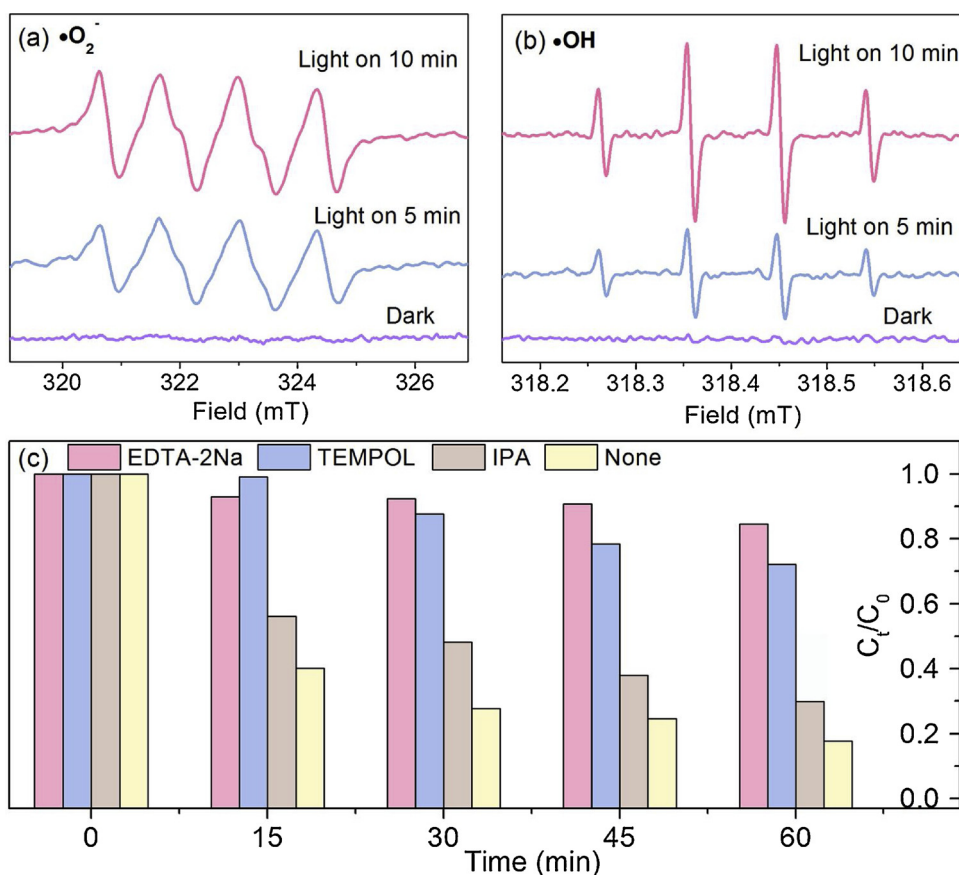 (a) •O₂⁻
Light on 10 min
Light on 5 min
Dark
320 322 324 326
Field (mT)
(b) •OH
Light on 10 min
Light on 5 min
Dark
318.2 318.3 318.4 318.5 318.6
Field (mT)
(c) EDTA-2Na TEMPOL IPA None
1.0
0.8
0.6
0.4
0.2
0.0
Cₜ/C₀
0 15 30 45 60
Time (min)